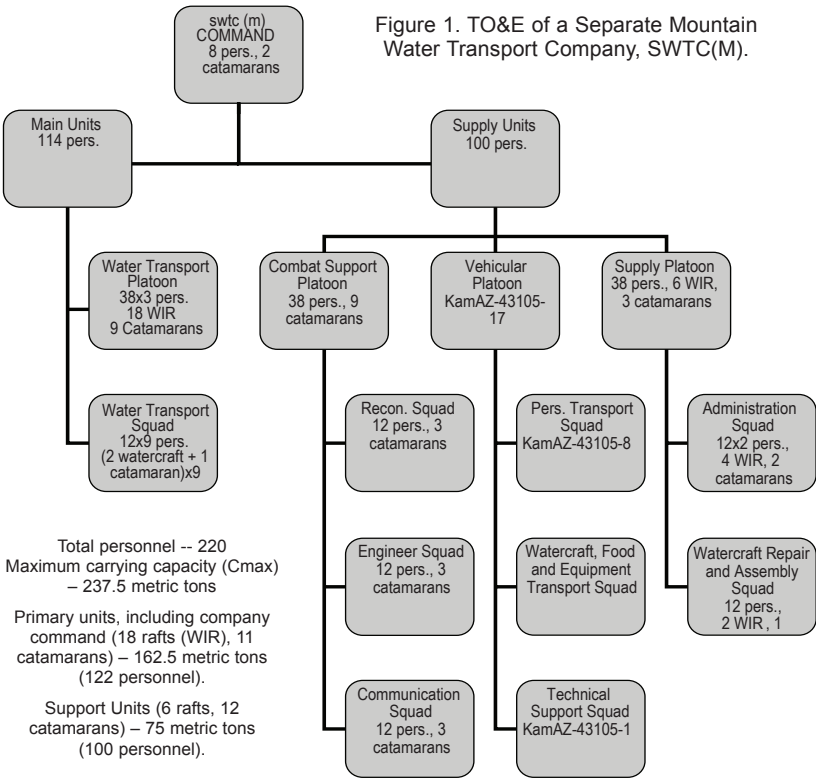 swtc (m)
COMMAND
8 pers., 2
catamarans
Figure 1. TO&E of a Separate Mountain
Water Transport Company, SWTC(M).
Main Units
114 pers.
Supply Units
100 pers.
Water Transport
Platoon
38x3 pers.
18 WIR
9 Catamarans
Combat Support
Platoon
38 pers., 9
catamarans
Vehicular
Platoon
KamAZ-43105-
17
Supply Platoon
38 pers., 6 WIR,
3 catamarans
Water Transport
Squad
12x9 pers.
(2 watercraft + 1
catamaran)x9
Recon. Squad
12 pers., 3
catamarans
Pers. Transport
Squad
KamAZ-43105-8
Administration
Squad
12x2 pers.,
4 WIR, 2
catamarans
Engineer Squad
12 pers., 3
catamarans
Watercraft, Food
and Equipment
Transport Squad
Watercraft Repair
and Assembly
Squad
12 pers.,
2 WIR , 1
Communication
Squad
12 pers., 3
catamarans
Technical
Support Squad
KamAZ-43105-1
Total personnel -- 220
Maximum carrying capacity (Cmax)
– 237.5 metric tons
Primary units, including company
command (18 rafts (WIR), 11
catamarans) – 162.5 metric tons
(122 personnel).
Support Units (6 rafts, 12
catamarans) – 75 metric tons
(100 personnel).